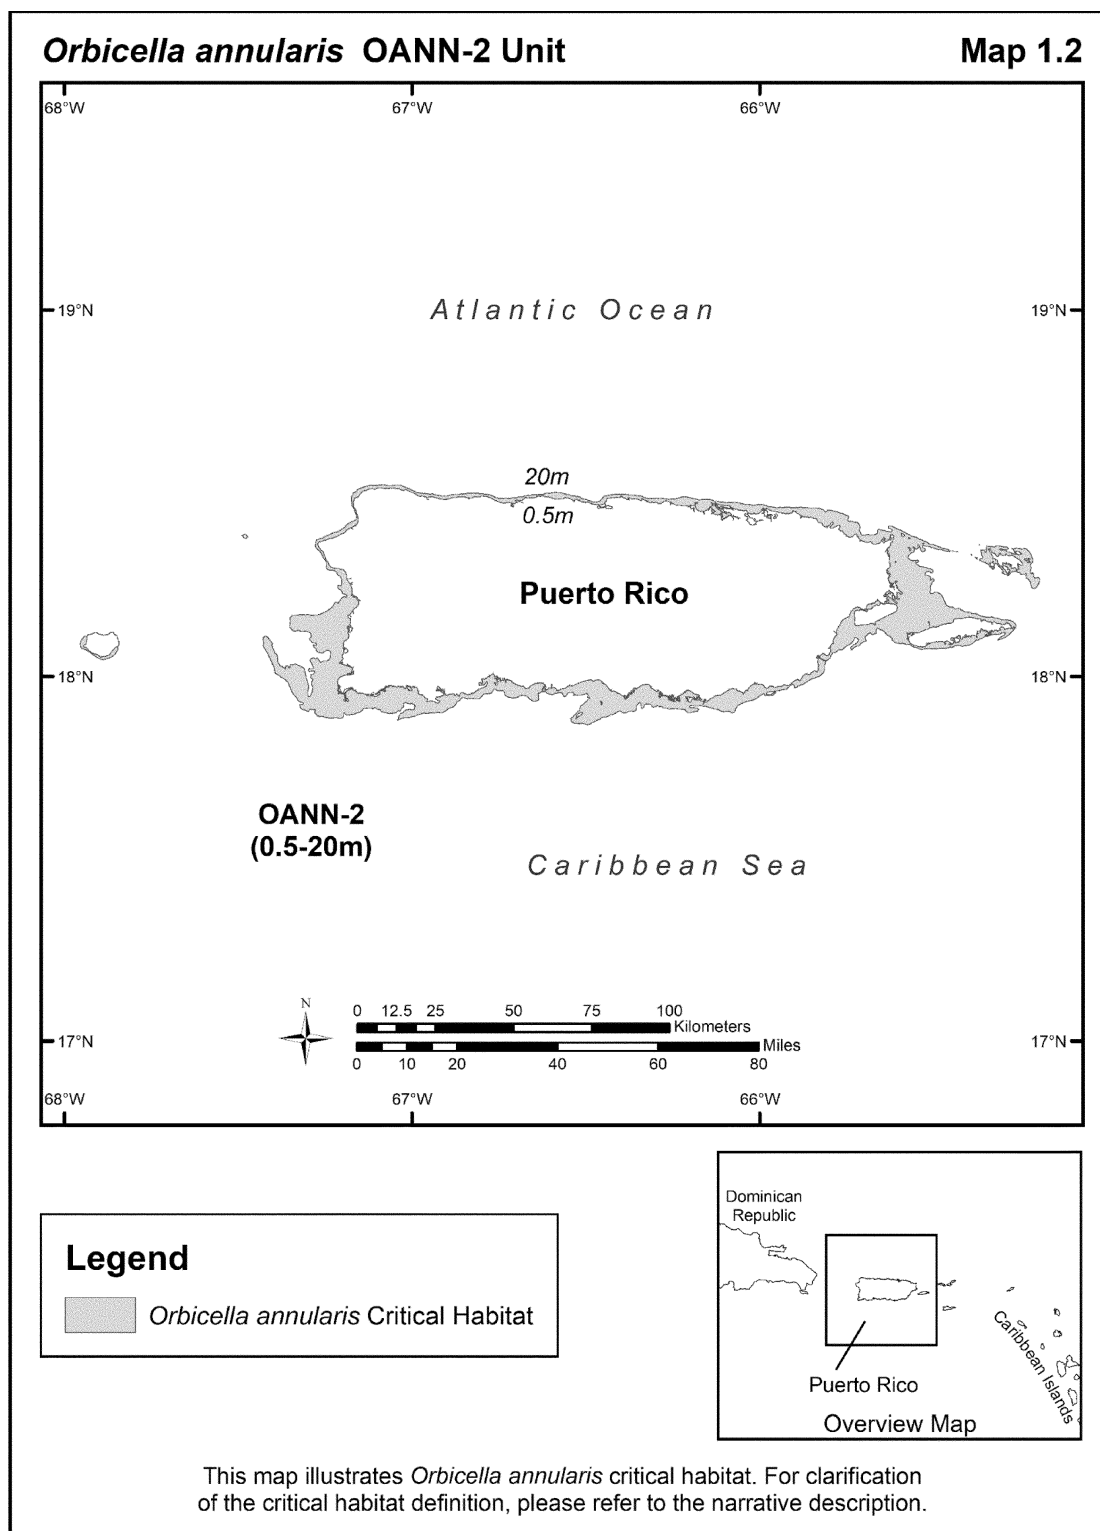 Orbicella annularis OANN-2 Unit
Map 1.2
68°W
67°W
66°W
19°N
19°N
Atlantic Ocean
20m
0.5m
Puerto Rico
18°N
18°N
OANN-2
(0.5-20m)
Caribbean Sea
N
0 12.5 25 50 75 100
Kilometers
Miles
0 10 20 40 60 80
17°N
17°N
68°W
67°W
66°W
Legend
Orbicella annularis Critical Habitat
Dominican
Republic
Caribbean Islands
Puerto Rico
Overview Map
This map illustrates Orbicella annularis critical habitat. For clarification
of the critical habitat definition, please refer to the narrative description.